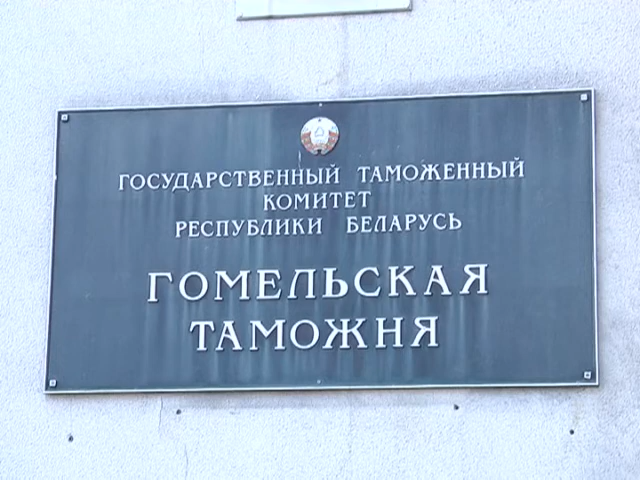 ГОСУДАРСТВЕННЫЙ ТАМОЖЕННЫЙ
КОМИТЕТ
РЕСПУБЛИКИ БЕЛАРУСЬ
ГОМЕЛЬСКАЯ
ТАМОЖНЯ